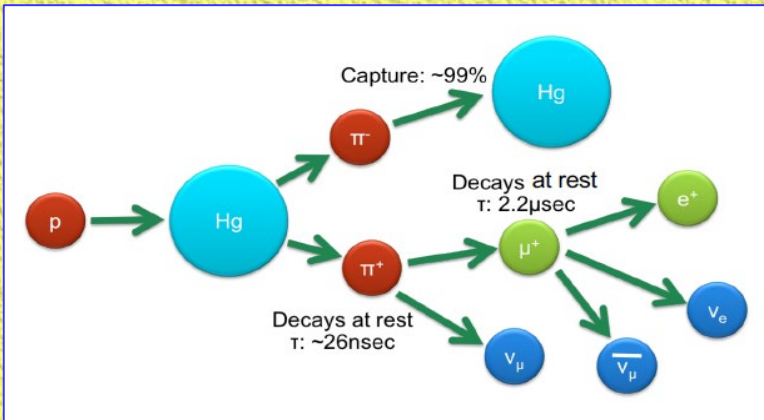 Capture: ~99%
Hg
π⁻
Decays at rest
τ: 2.2μsec
e⁺
p
Hg
μ⁺
π⁺
Decays at rest
τ: ~26nsec
ν_e
ν_μ
ν̅_μ